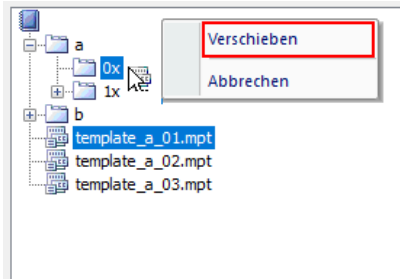 a
Verschieben
0x
1x
Abbrechen
b
template_a_01.mpt
template_a_02.mpt
template_a_03.mpt